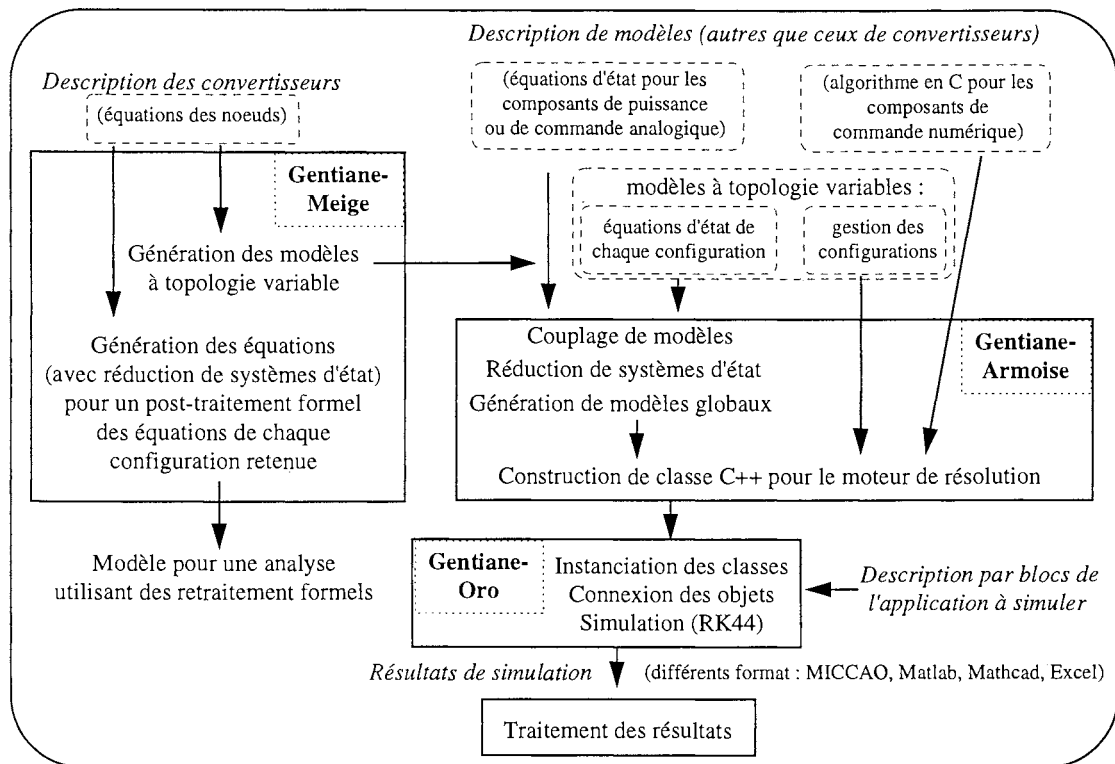 Description de modèles (autres que ceux de convertisseurs)
Description des convertisseurs
(équations des noeuds)
(équations d'état pour les
composants de puissance
ou de commande analogique)
(algorithme en C pour les
composants de
commande numérique)
Gentiane-
Meige
Génération des modèles
à topologie variable
modèles à topologie variables :
équations d'état de
chaque configuration
gestion des
configurations
Génération des équations
(avec réduction de systèmes d'état)
pour un post-traitement formel
des équations de chaque
configuration retenue
Couplage de modèles
Réduction de systèmes d'état
Génération de modèles globaux
Gentiane-
Armoise
Construction de classe C++ pour le moteur de résolution
Modèle pour une analyse
utilisant des retraitement formels
Gentiane-
Oro
Instanciation des classes
Connexion des objets
Simulation (RK44)
Description par blocs de
l'application à simuler
Résultats de simulation
(différents format : MICCAO, Matlab, Mathcad, Excel)
Traitement des résultats